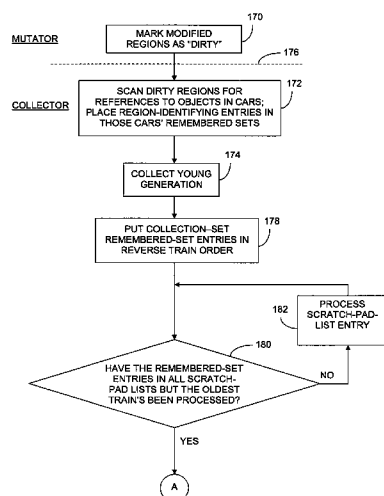 170
MUTATOR
MARK MODIFIED
REGIONS AS "DIRTY"
176
172
COLLECTOR
SCAN DIRTY REGIONS FOR
REFERENCES TO OBJECTS IN CARS;
PLACE REGION-IDENTIFYING ENTRIES IN
THOSE CARS' REMEMBERED SETS
174
COLLECT YOUNG
GENERATION
178
PUT COLLECTION-SET
REMEMBERED-SET ENTRIES IN
REVERSE TRAIN ORDER
182
PROCESS
SCRATCH-PAD-
LIST ENTRY
180
HAVE THE REMEMBERED-SET
ENTRIES IN ALL SCRATCH-
PAD LISTS BUT THE OLDEST
TRAIN'S BEEN PROCESSED?
NO
YES
A